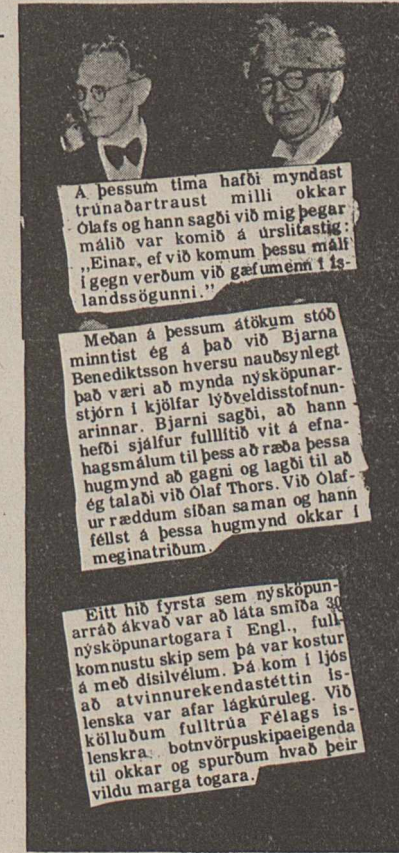 Á þessum tíma hafði myndast
trúnaðartraust milli okkar
Ólafs og hann sagði við mig þegar
málið var komið á úrslitastig:
„Einar, ef við komum þessu máli
í gegn verðum við gæfumenn í Ís-
landssögunni.”
Meðan á þessum átökum stóð
minntist ég á það við Bjarna
Benediktsson hversu nauðsynlegt
það væri að mynda nýsköpunar-
stjórn í kjölfar lýðveldisstofnun-
arinnar. Bjarni sagði, að hann
hefði sjálfur fulllítið vit á efna-
hagsmálum til þess að ræða þessa
hugmynd að gagni og lagði til að
ég talaði við Ólaf Thors. Við Ólaf-
ur ræddum síðan saman og hann
féllst á þessa hugmynd okkar í
meginatriðum.
Eitt hið fyrsta sem nýsköpun-
arráð ákvað var að láta smíða 30
nýsköpunartogara í Engl., full-
komnustu skip sem þá var kostur
á með dísilvélum. Þá kom í ljós
að atvinnurekendastéttin ís-
lenska var afar lágkúruleg. Við
kölluðum fulltrúa Félags ís-
lenskra botnvörpuskipaeigenda
til okkar og spurðum hvað þeir
vildu marga togara.